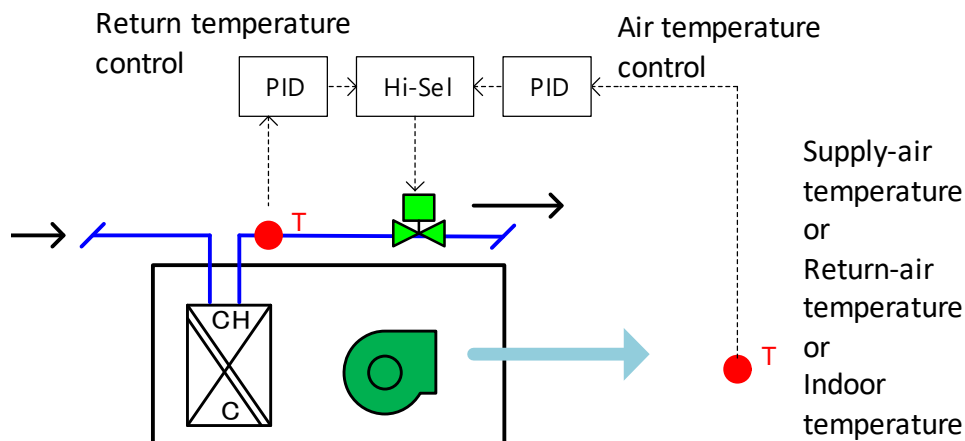 Return temperature
control
Air temperature
control
PID
Hi-Sel
PID
T
Supply-air
temperature
or
Return-air
temperature
or
Indoor
temperature
T
CH
C